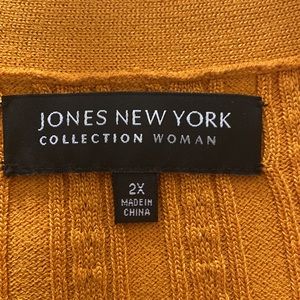 JONES NEW YORK
COLLECTION WOMAN
2X
MADE IN
CHINA